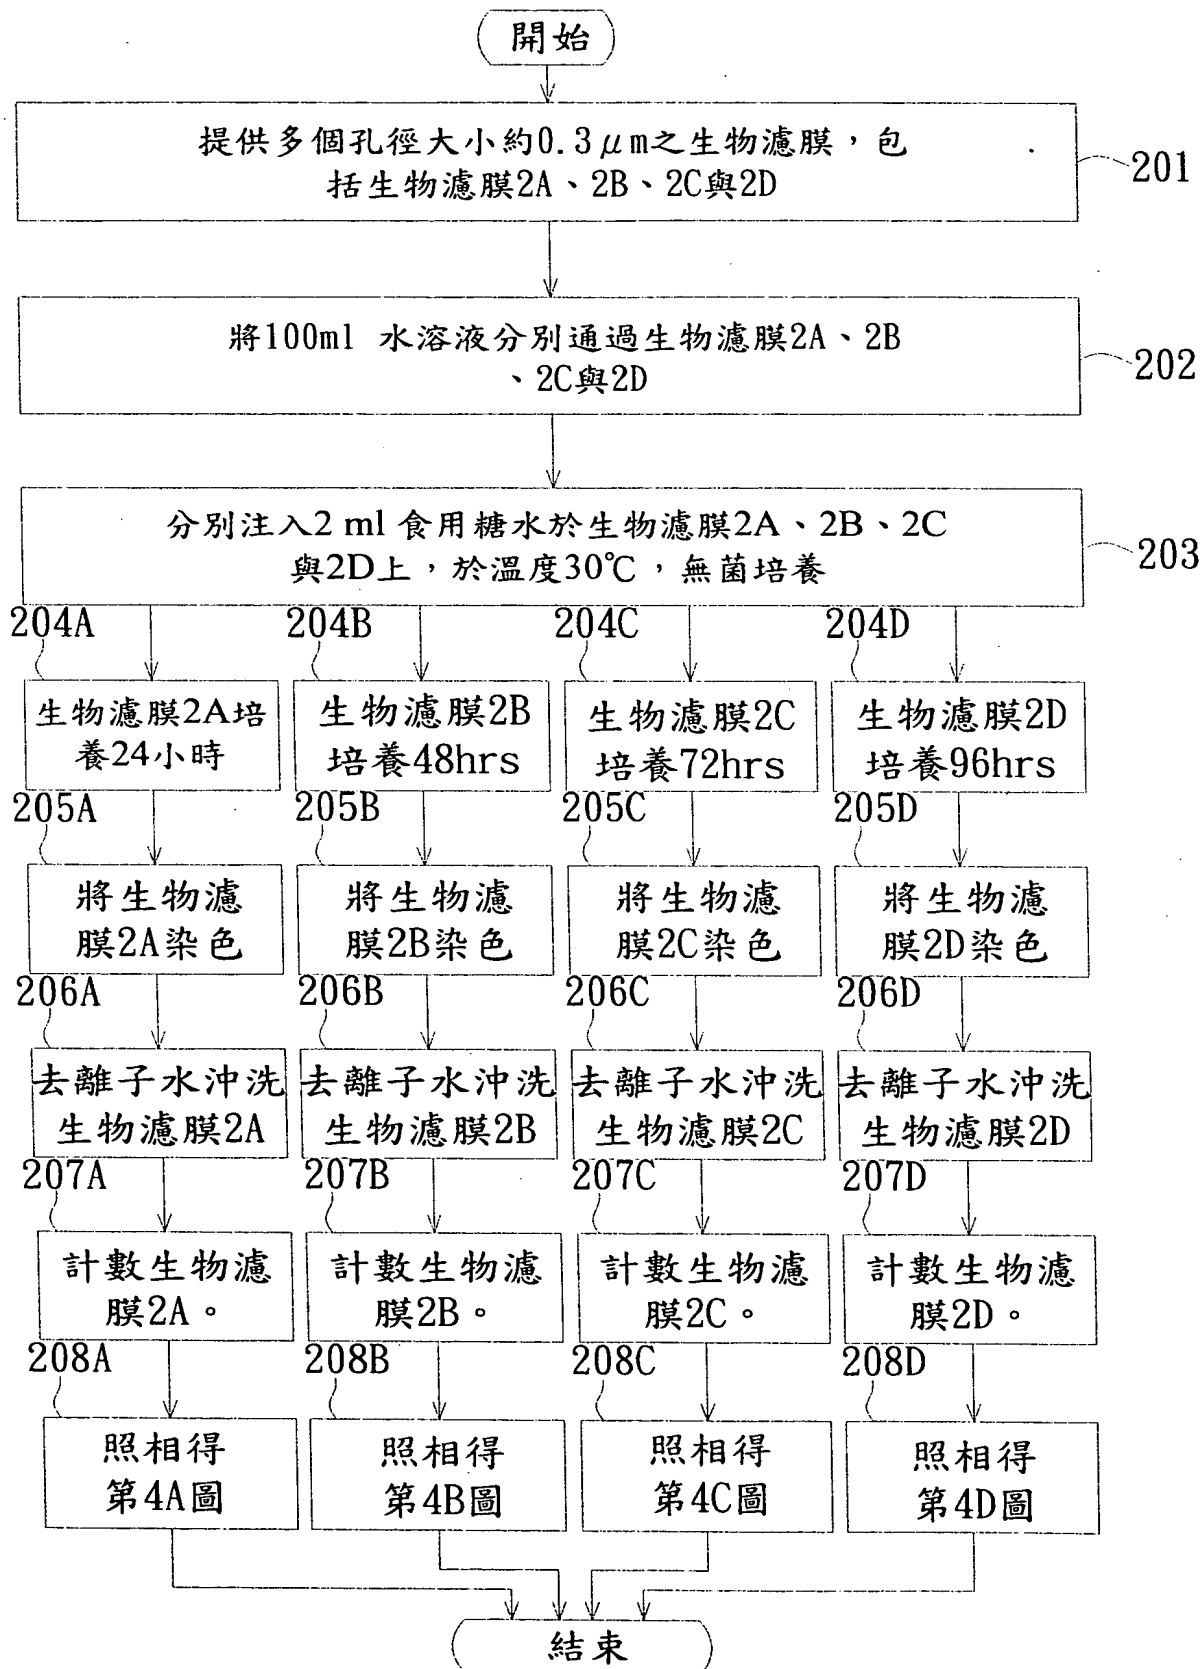 開始
提供多個孔徑大小約0.3μm之生物濾膜，包
括生物濾膜2A、2B、2C與2D
201
將100ml 水溶液分別通過生物濾膜2A、2B
、2C與2D
202
分別注入2 ml 食用糖水於生物濾膜2A、2B、2C
與2D上，於溫度30℃，無菌培養
203
204A
生物濾膜2A培
養24小時
204B
生物濾膜2B
培養48hrs
204C
生物濾膜2C
培養72hrs
204D
生物濾膜2D
培養96hrs
205A
將生物濾
膜2A染色
205B
將生物濾
膜2B染色
205C
將生物濾
膜2C染色
205D
將生物濾
膜2D染色
206A
去離子水沖洗
生物濾膜2A
206B
去離子水沖洗
生物濾膜2B
206C
去離子水沖洗
生物濾膜2C
206D
去離子水沖洗
生物濾膜2D
207A
計數生物濾
膜2A。
207B
計數生物濾
膜2B。
207C
計數生物濾
膜2C。
207D
計數生物濾
膜2D。
208A
照相得
第4A圖
208B
照相得
第4B圖
208C
照相得
第4C圖
208D
照相得
第4D圖
結束